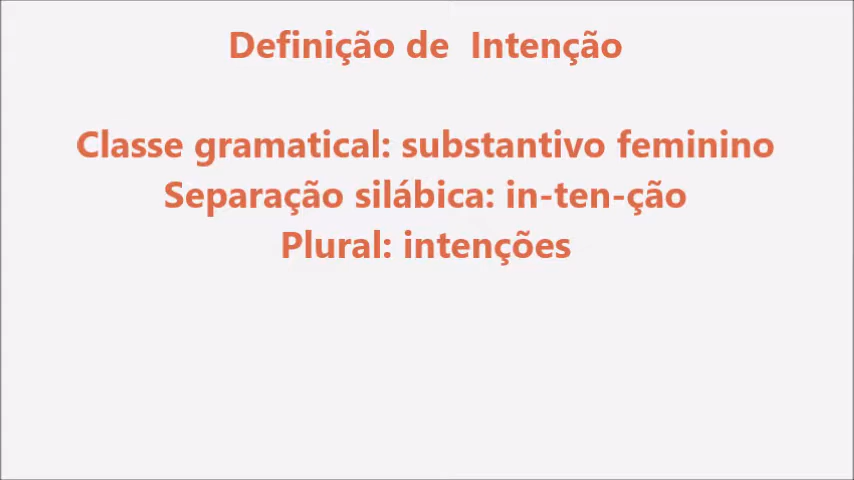 Definição de Intenção
Classe gramatical: substantivo feminino
Separação silábica: in-ten-ção
Plural: intenções